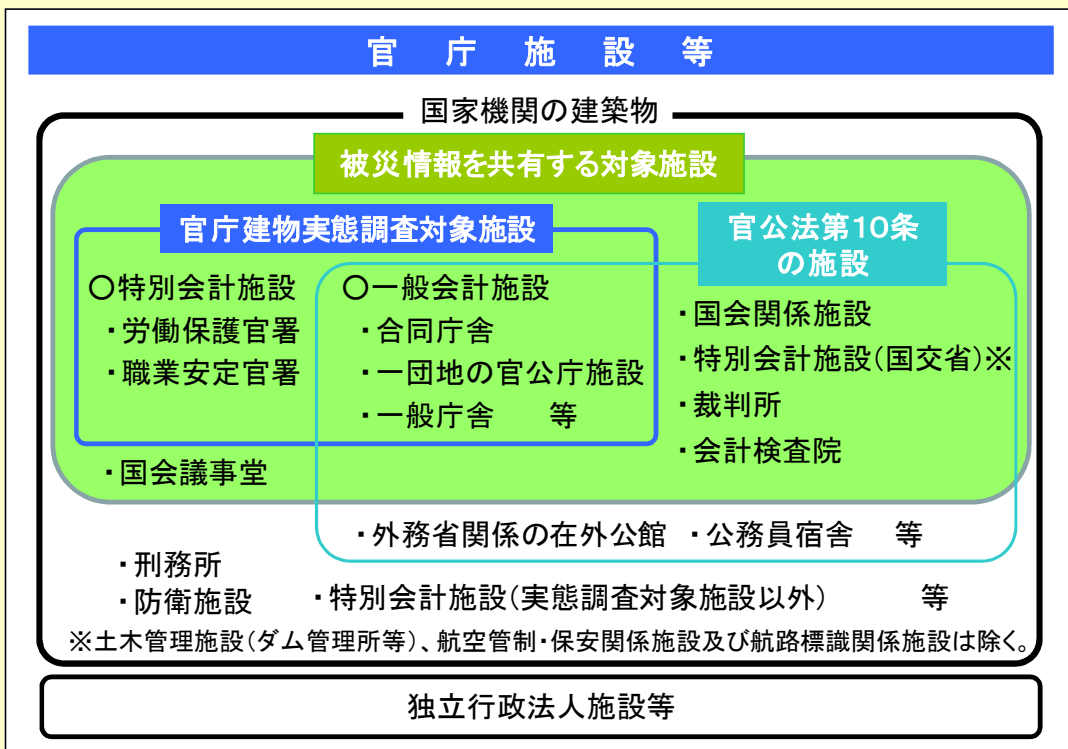 官庁施設等
国家機関の建築物
被災情報を共有する対象施設
官庁建物実態調査対象施設
官公法第10条
の施設
〇特別会計施設
・労働保護官署
・職業安定官署
〇一般会計施設
・合同庁舎
・一団地の官公庁施設
・一般庁舎　等
・国会関係施設
・特別会計施設(国交省)※
・裁判所
・会計検査院
・国会議事堂
・外務省関係の在外公館　・公務員宿舎　等
・刑務所
・防衛施設
・特別会計施設(実態調査対象施設以外)　等
※土木管理施設(ダム管理所等)、航空管制・保安関係施設及び航路標識関係施設は除く。
独立行政法人施設等